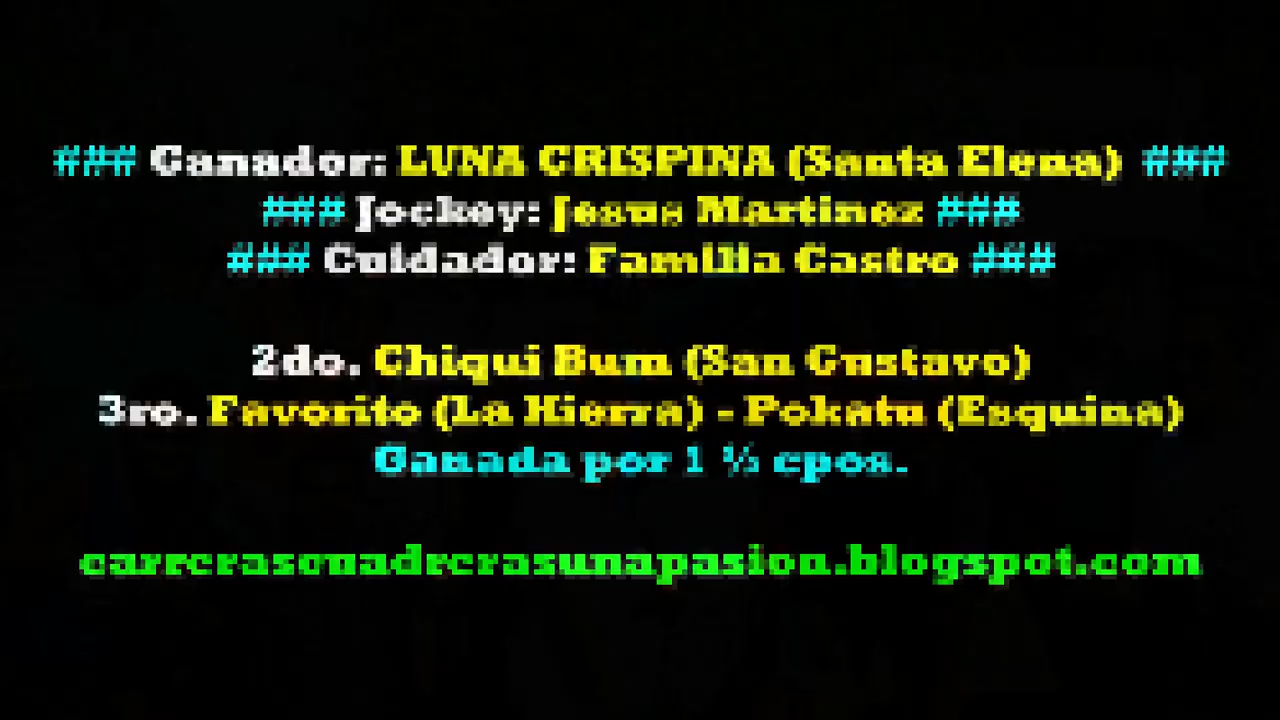 ### Ganador: LUNA CRISPINA (Santa Elena) ###
### Jockey: Jesus Martinez ###
### Cuidador: Familia Castro ###
2do. Chiqui Bum (San Gustavo)
3ro. Favorito (La Hierra) - Pokatu (Esquina)
Ganada por 1 ½ cpos.
carrerascuadrerasunapasion.blogspot.com